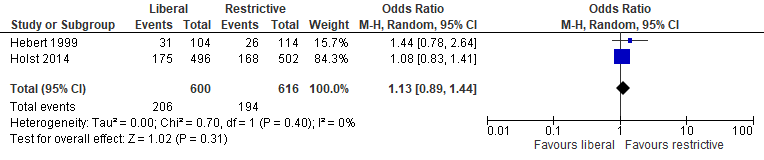 Liberal Restrictive Odds Ratio Odds Ratio
Study or Subgroup Events Total Events Total Weight M-H, Random, 95% CI M-H, Random, 95% CI
Hebert 1999 31 104 26 114 15.7% 1.44 [0.78, 2.64]
Holst 2014 175 496 168 502 84.3% 1.08 [0.83, 1.41]
Total (95% CI) 600 616 100.0% 1.13 [0.89, 1.44]
Total events 206 194
Heterogeneity: Tau² = 0.00; Chi² = 0.70, df = 1 (P = 0.40); I² = 0%
Test for overall effect: Z = 1.02 (P = 0.31)
0.01 0.1 1 10 100
Favours liberal Favours restrictive